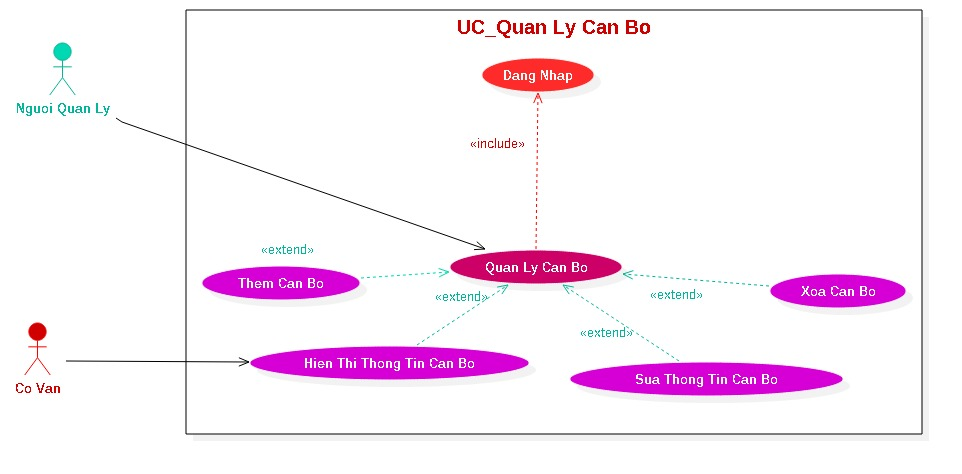 UC_Quan Ly Can Bo
Dang Nhap
Nguoi Quan Ly
«include»
«extend»
Quan Ly Can Bo
Them Can Bo
Xoa Can Bo
«extend»
«extend»
«extend»
Hien Thi Thong Tin Can Bo
Sua Thong Tin Can Bo
Co Van